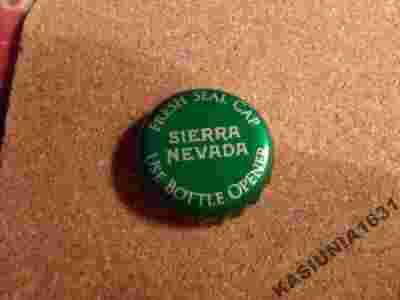 FRESH SEAL CAP
SIERRA
NEVADA
USE BOTTLE OPENER
KASIUNIA1631